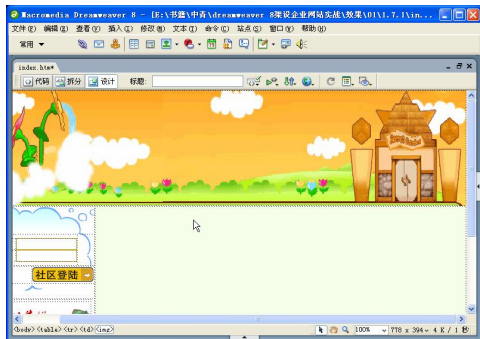 Macromedia Dreamweaver 8 - [E:\书籍\中青\dreamweaver 8架设企业网站实战\效果\01\1.7.1\in...
文件(F) 编辑(E) 查看(V) 插入(I) 修改(M) 文本(T) 命令(C) 站点(S) 窗口(W) 帮助(H)
常用
index.htm*
代码 拆分 设计 标题:
社区登陆
<body> <table> <tr> <td> <img> 100% 778 x 394 4 K / 1 秒